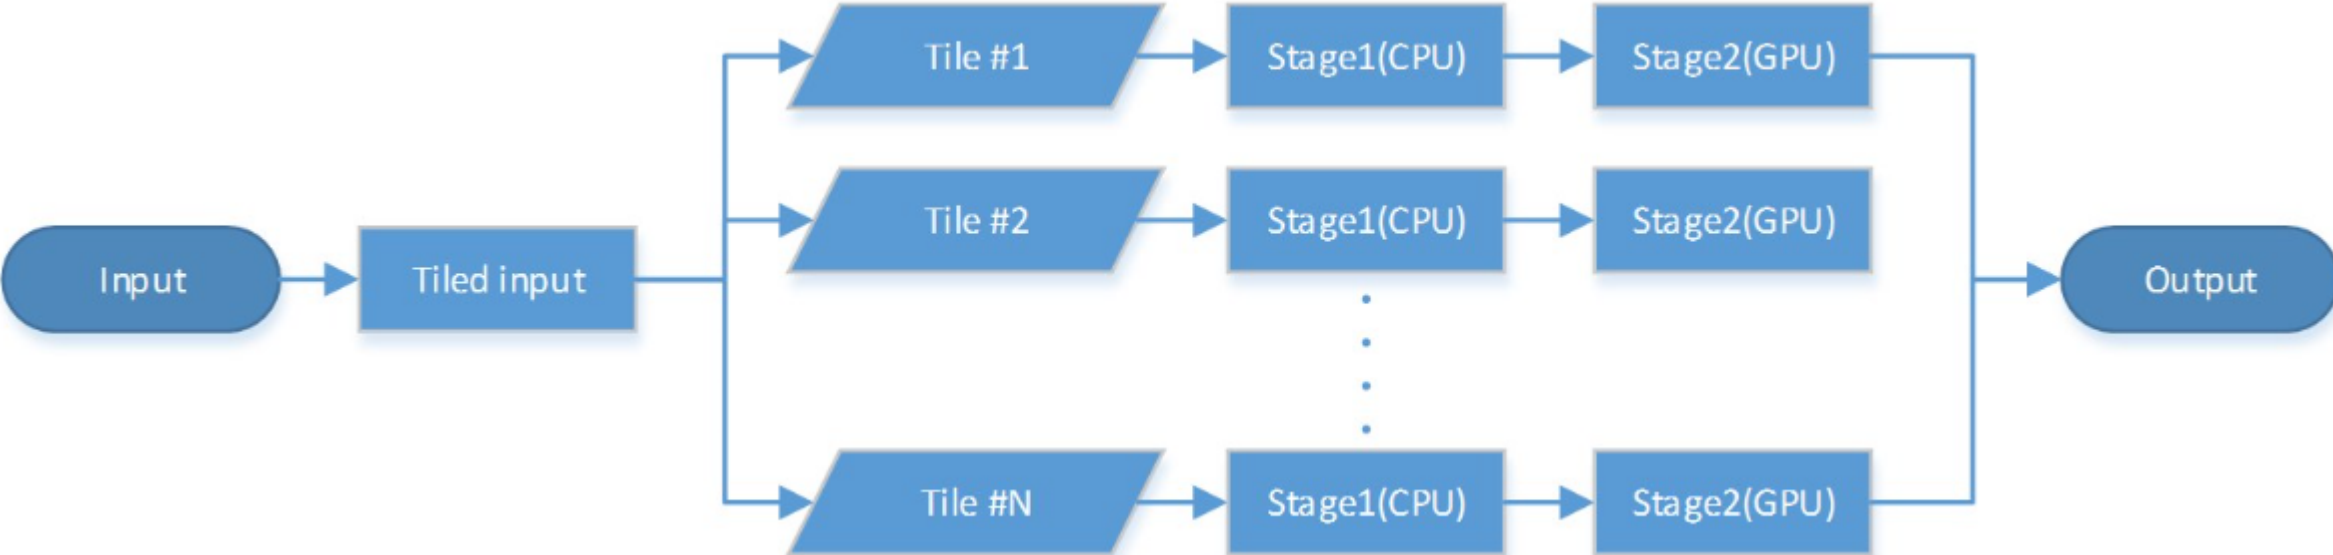 Input
Tiled input
Tile #1
Stage1(CPU)
Stage2(GPU)
Tile #2
Stage1(CPU)
Stage2(GPU)
Tile #N
Stage1(CPU)
Stage2(GPU)
Output